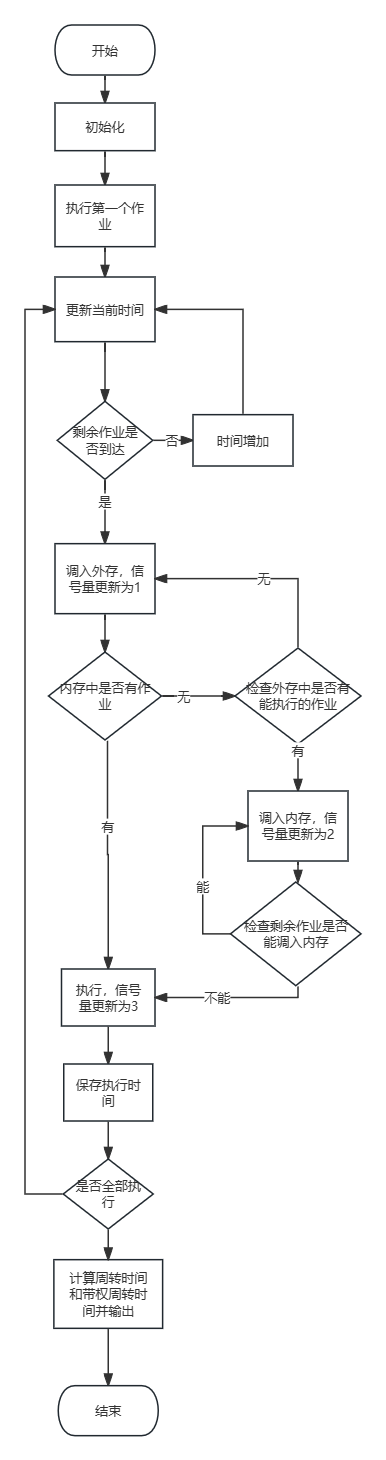 开始
初始化
执行第一个作
业
更新当前时间
剩余作业是
否到达
否
时间增加
是
调入外存，信
号量更新为1
无
内存中是否有作
业
无
检查外存中是否有
能执行的作业
有
调入内存，信
号量更新为2
有
能
检查剩余作业是否
能调入内存
执行，信号
量更新为3
不能
保存执行时
间
是否全部执
行
计算周转时间
和带权周转时
间并输出
结束